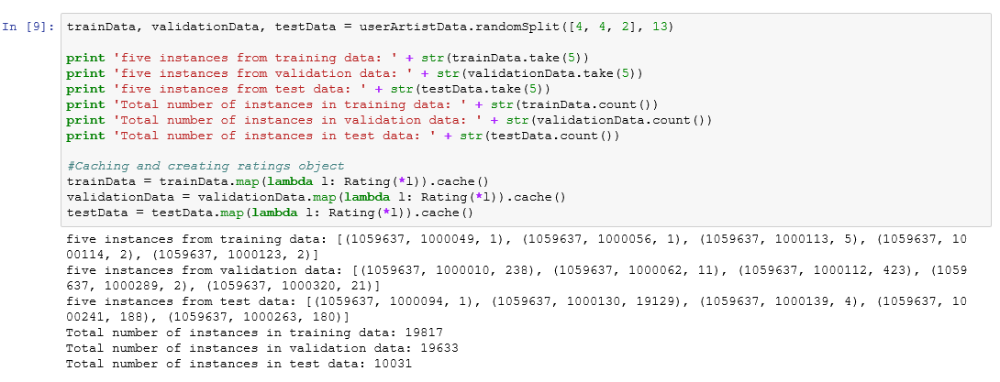 In [9]: trainData, validationData, testData = userArtistData.randomSplit([4, 4, 2], 13)
print 'five instances from training data: ' + str(trainData.take(5))
print 'five instances from validation data: ' + str(validationData.take(5))
print 'five instances from test data: ' + str(testData.take(5))
print 'Total number of instances in training data: ' + str(trainData.count())
print 'Total number of instances in validation data: ' + str(validationData.count())
print 'Total number of instances in test data: ' + str(testData.count())
#Caching and creating ratings object
trainData = trainData.map(lambda l: Rating(*l)).cache()
validationData = validationData.map(lambda l: Rating(*l)).cache()
testData = testData.map(lambda l: Rating(*l)).cache()
five instances from training data: [(1059637, 1000049, 1), (1059637, 1000056, 1), (1059637, 1000113, 5), (1059637, 10
00114, 2), (1059637, 1000123, 2)]
five instances from validation data: [(1059637, 1000010, 238), (1059637, 1000062, 11), (1059637, 1000112, 423), (1059
637, 1000289, 2), (1059637, 1000320, 21)]
five instances from test data: [(1059637, 1000094, 1), (1059637, 1000130, 19129), (1059637, 1000139, 4), (1059637, 10
00241, 188), (1059637, 1000263, 180)]
Total number of instances in training data: 19817
Total number of instances in validation data: 19633
Total number of instances in test data: 10031